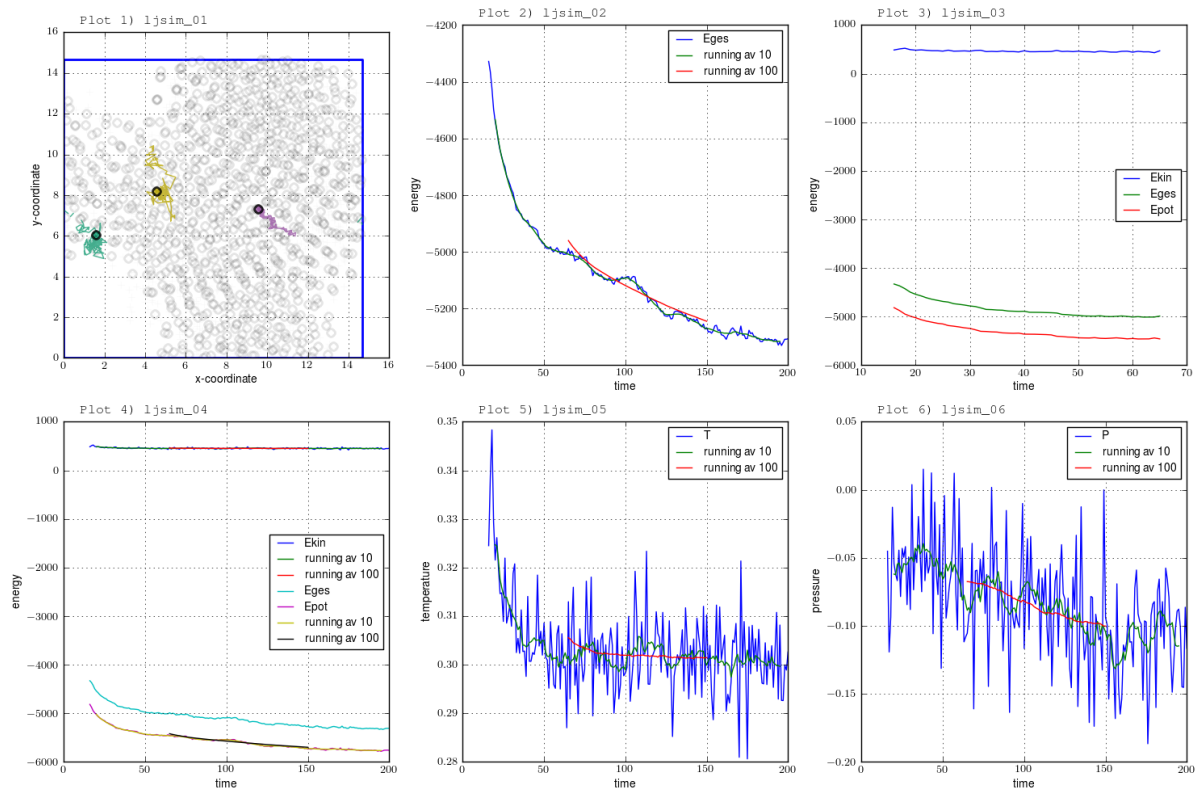 Plot 1) ljsim_01
16
14
12
10
8
6
4
2
0
y-coordinate
0 2 4 6 8 10 12 14 16
x-coordinate
Plot 2) ljsim_02
−4200
−4400
−4600
−4800
−5000
−5200
−5400
energy
Eges
running av 10
running av 100
0 50 100 150 200
time
Plot 3) ljsim_03
1000
0
−1000
−2000
−3000
−4000
−5000
−6000
energy
Ekin
Eges
Epot
10 20 30 40 50 60 70
time
Plot 4) ljsim_04
1000
0
−1000
−2000
−3000
−4000
−5000
−6000
energy
Ekin
running av 10
running av 100
Eges
Epot
running av 10
running av 100
0 50 100 150 200
time
Plot 5) ljsim_05
0.35
0.34
0.33
0.32
0.31
0.30
0.29
0.28
temperature
T
running av 10
running av 100
0 50 100 150 200
time
Plot 6) ljsim_06
0.05
0.00
−0.05
−0.10
−0.15
−0.20
pressure
P
running av 10
running av 100
0 50 100 150 200
time